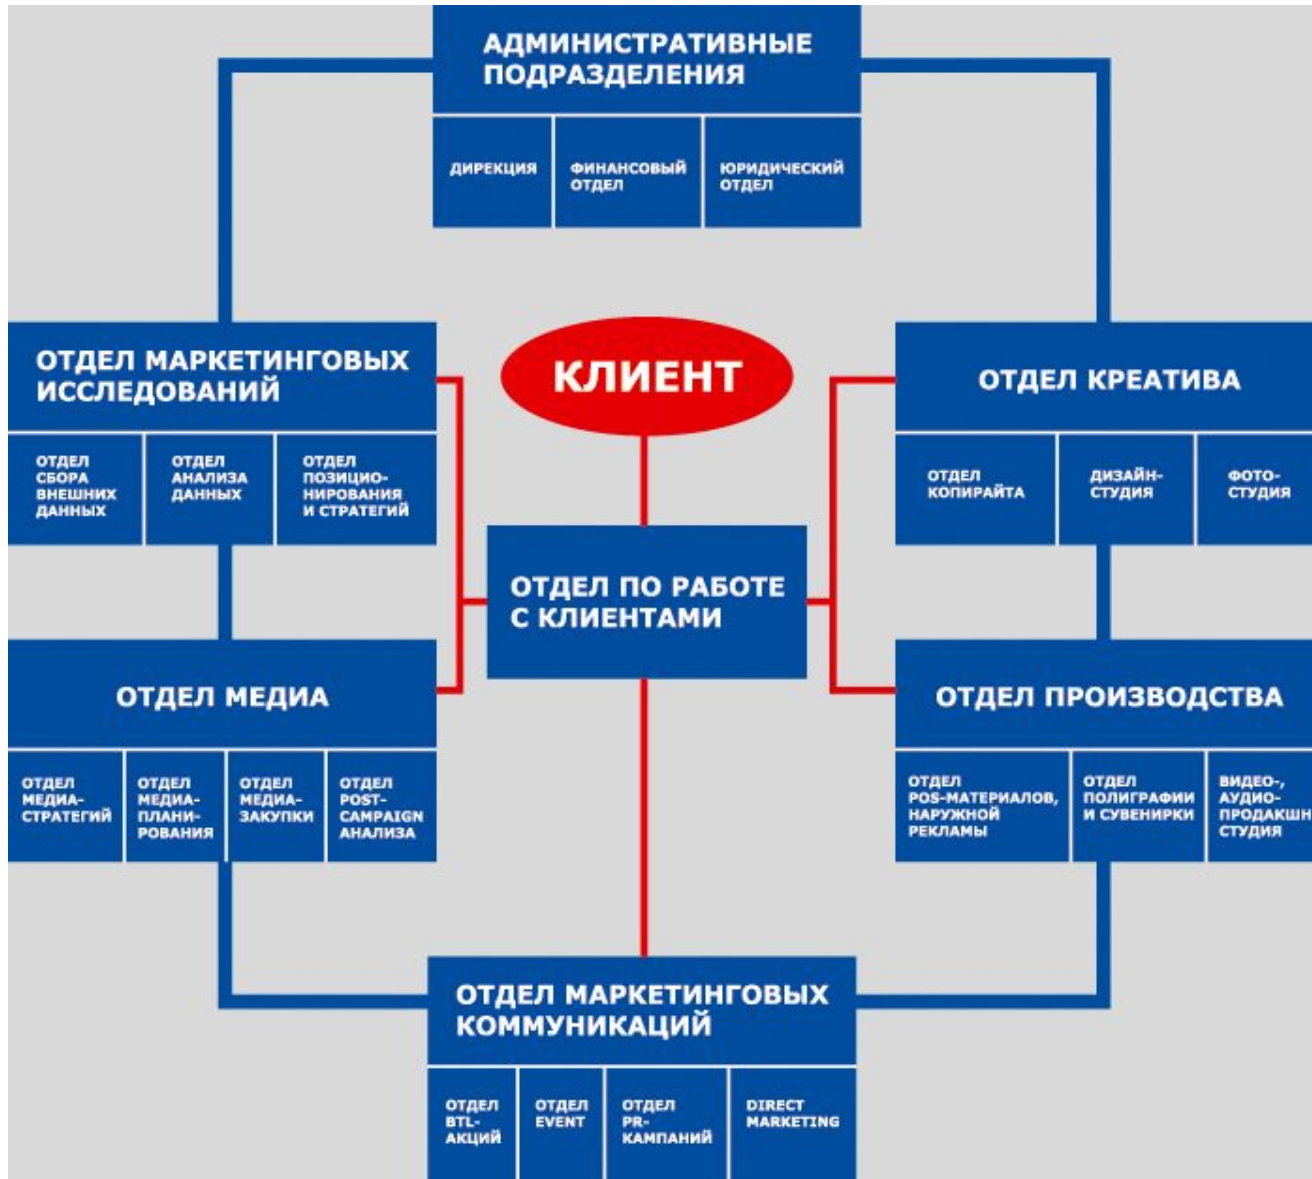 АДМИНИСТРАТИВНЫЕ
ПОДРАЗДЕЛЕНИЯ
ДИРЕКЦИЯ
ФИНАНСОВЫЙ
ОТДЕЛ
ЮРИДИЧЕСКИЙ
ОТДЕЛ
ОТДЕЛ МАРКЕТИНГОВЫХ
ИССЛЕДОВАНИЙ
ОТДЕЛ
СБОРА
ВНЕШНИХ
ДАННЫХ
ОТДЕЛ
АНАЛИЗА
ДАННЫХ
ОТДЕЛ
ПОЗИЦИО-
НИРОВАНИЯ
И СТРАТЕГИЙ
КЛИЕНТ
ОТДЕЛ КРЕАТИВА
ОТДЕЛ
КОПИРАЙТА
ДИЗАЙН-
СТУДИЯ
ФОТО-
СТУДИЯ
ОТДЕЛ ПО РАБОТЕ
С КЛИЕНТАМИ
ОТДЕЛ МЕДИА
ОТДЕЛ
МЕДИА-
СТРАТЕГИЙ
ОТДЕЛ
МЕДИА-
ПЛАНИ-
РОВАНИЯ
ОТДЕЛ
МЕДИА-
ЗАКУПКИ
ОТДЕЛ
POST-
CAMPAIGN
АНАЛИЗА
ОТДЕЛ ПРОИЗВОДСТВА
ОТДЕЛ
POS-МАТЕРИАЛОВ,
НАРУЖНОЙ
РЕКЛАМЫ
ОТДЕЛ
ПОЛИГРАФИИ
И СУВЕНИРКИ
ВИДЕО-,
АУДИО-
ПРОДАКШН
СТУДИЯ
ОТДЕЛ МАРКЕТИНГОВЫХ
КОММУНИКАЦИЙ
ОТДЕЛ
BTL-
АКЦИЙ
ОТДЕЛ
EVENT
ОТДЕЛ
PR-
КАМПАНИЙ
DIRECT
MARKETING